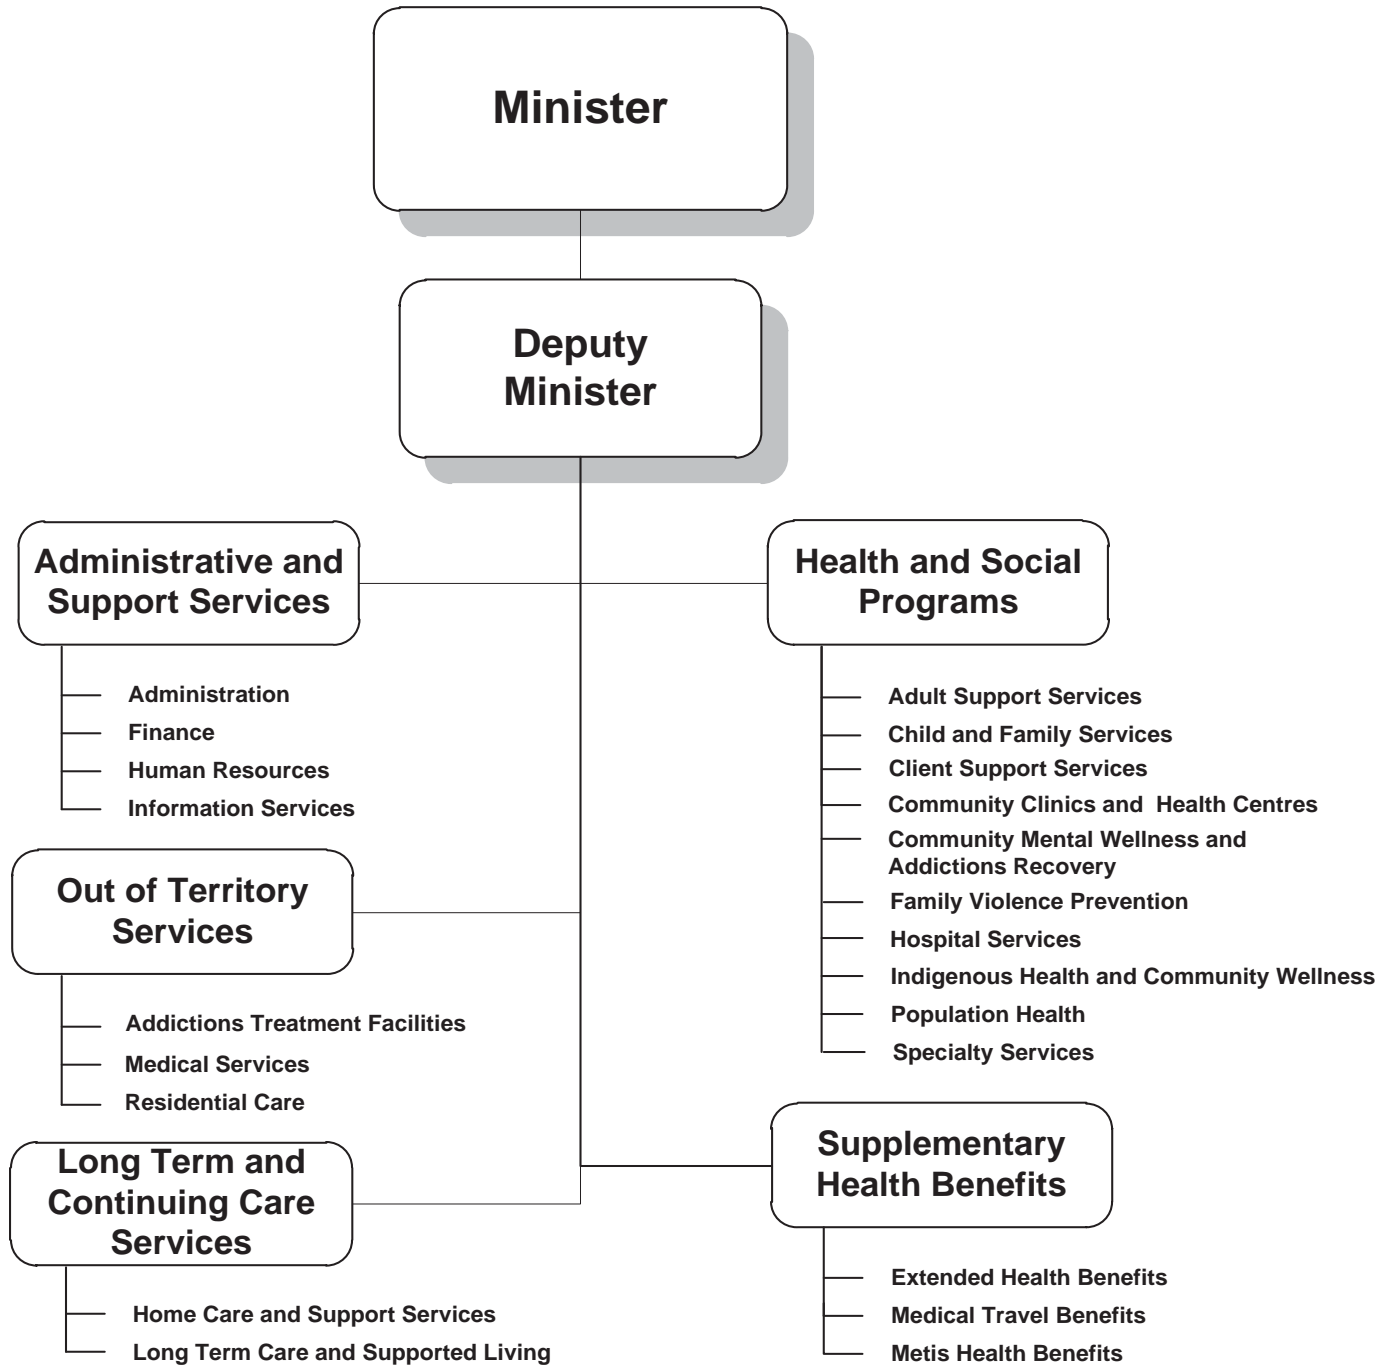 Minister
Deputy
Minister
Administrative and
Support Services
Administration
Finance
Human Resources
Information Services
Out of Territory
Services
Addictions Treatment Facilities
Medical Services
Residential Care
Long Term and
Continuing Care
Services
Home Care and Support Services
Long Term Care and Supported Living
Health and Social
Programs
Adult Support Services
Child and Family Services
Client Support Services
Community Clinics and  Health Centres
Community Mental Wellness and
Addictions Recovery
Family Violence Prevention
Hospital Services
Indigenous Health and Community Wellness
Population Health
Specialty Services
Supplementary
Health Benefits
Extended Health Benefits
Medical Travel Benefits
Metis Health Benefits